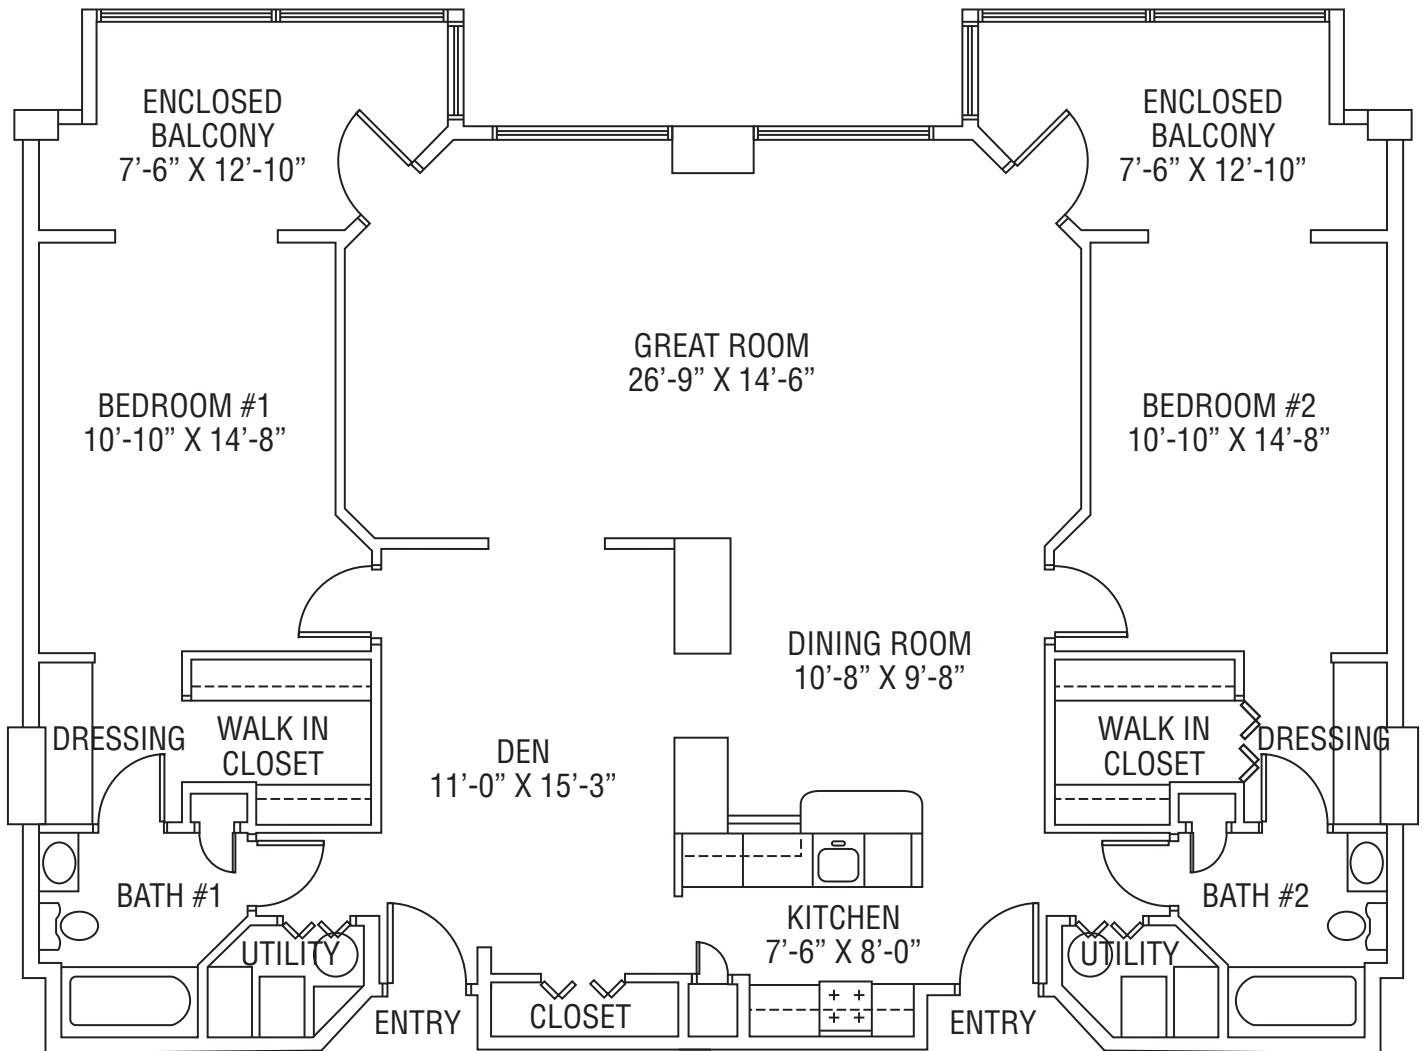 ENCLOSED
BALCONY
7’-6” X 12’-10”
ENCLOSED
BALCONY
7’-6” X 12’-10”
GREAT ROOM
26’-9” X 14’-6”
BEDROOM #1
10’-10” X 14’-8”
BEDROOM #2
10’-10” X 14’-8”
DINING ROOM
10’-8” X 9’-8”
DRESSING
WALK IN
CLOSET
DEN
11’-0” X 15’-3”
WALK IN
CLOSET
DRESSING
BATH #1
KITCHEN
7’-6” X 8’-0”
BATH #2
UTILITY
UTILITY
ENTRY
CLOSET
ENTRY